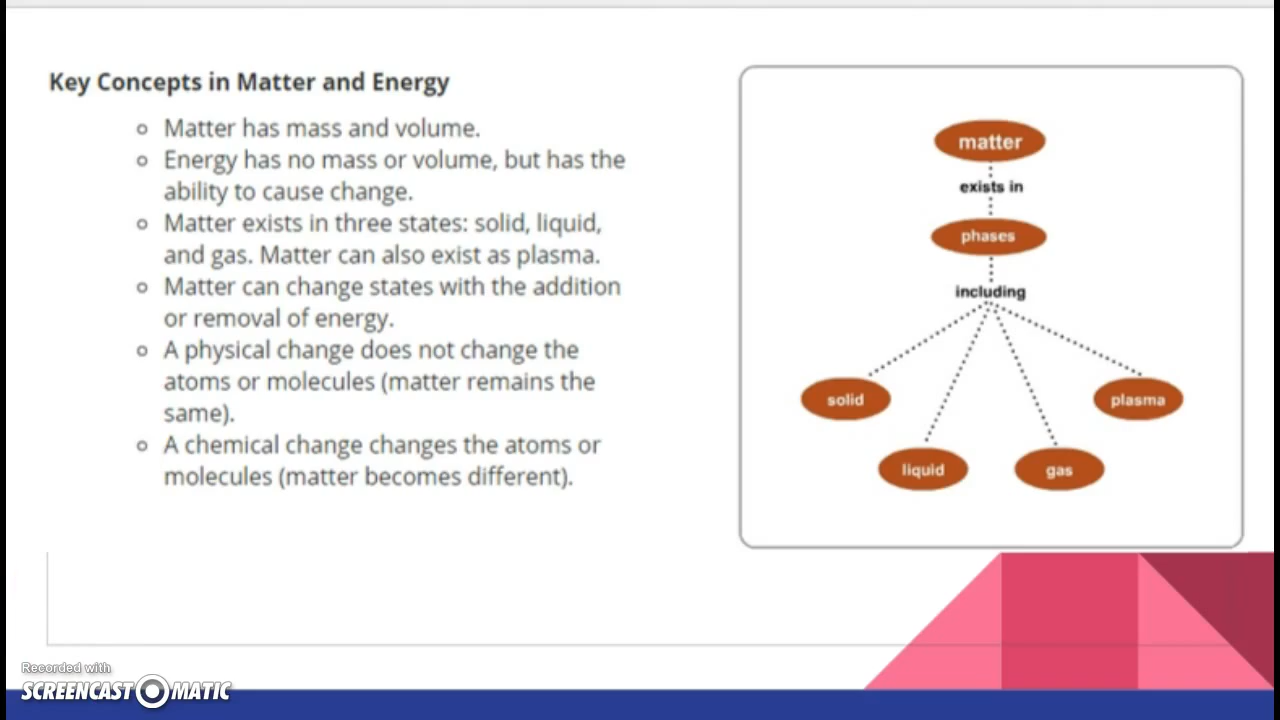 Key Concepts in Matter and Energy
Matter has mass and volume.
Energy has no mass or volume, but has the
ability to cause change.
Matter exists in three states: solid, liquid,
and gas. Matter can also exist as plasma.
Matter can change states with the addition
or removal of energy.
A physical change does not change the
atoms or molecules (matter remains the
same).
A chemical change changes the atoms or
molecules (matter becomes different).
matter
exists in
phases
including
solid
plasma
liquid
gas
Recorded with
SCREENCAST MATIC